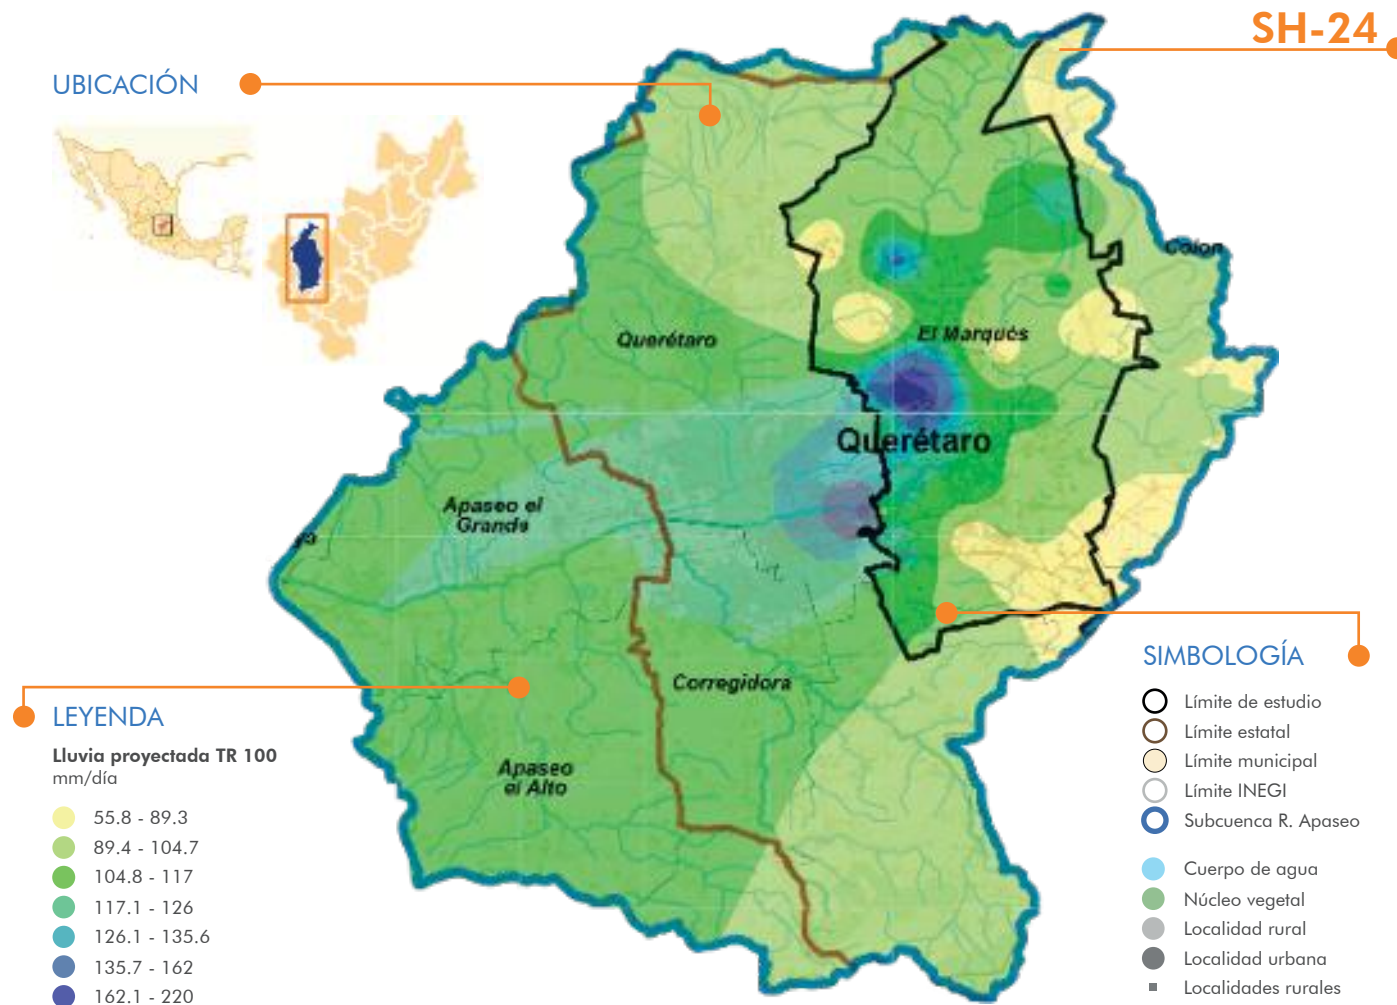 SH-24
UBICACIÓN
Colon
Querétaro
El Marqués
Querétaro
Apaseo el
Grande
Corregidora
Apaseo
el Alto
LEYENDA
Lluvia proyectada TR 100
mm/día
55.8 - 89.3
89.4 - 104.7
104.8 - 117
117.1 - 126
126.1 - 135.6
135.7 - 162
162.1 - 220
SIMBOLOGÍA
Límite de estudio
Límite estatal
Límite municipal
Límite INEGI
Subcuenca R. Apaseo
Cuerpo de agua
Núcleo vegetal
Localidad rural
Localidad urbana
Localidades rurales